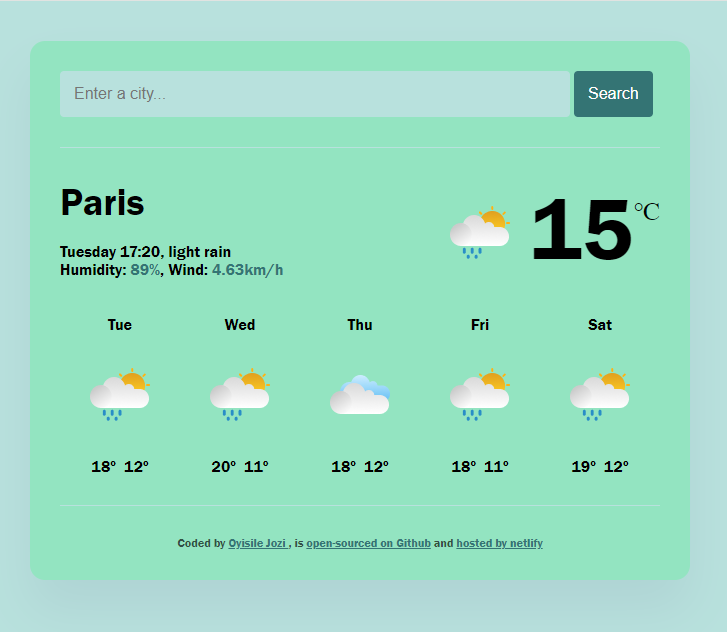 Enter a city...
Search
Paris
15 °C
Tuesday 17:20, light rain
Humidity: 89%, Wind: 4.63km/h
Tue Wed Thu Fri Sat
18° 12° 20° 11° 18° 12° 18° 11° 19° 12°
Coded by Oyisile Jozi , is open-sourced on Github and hosted by netlify